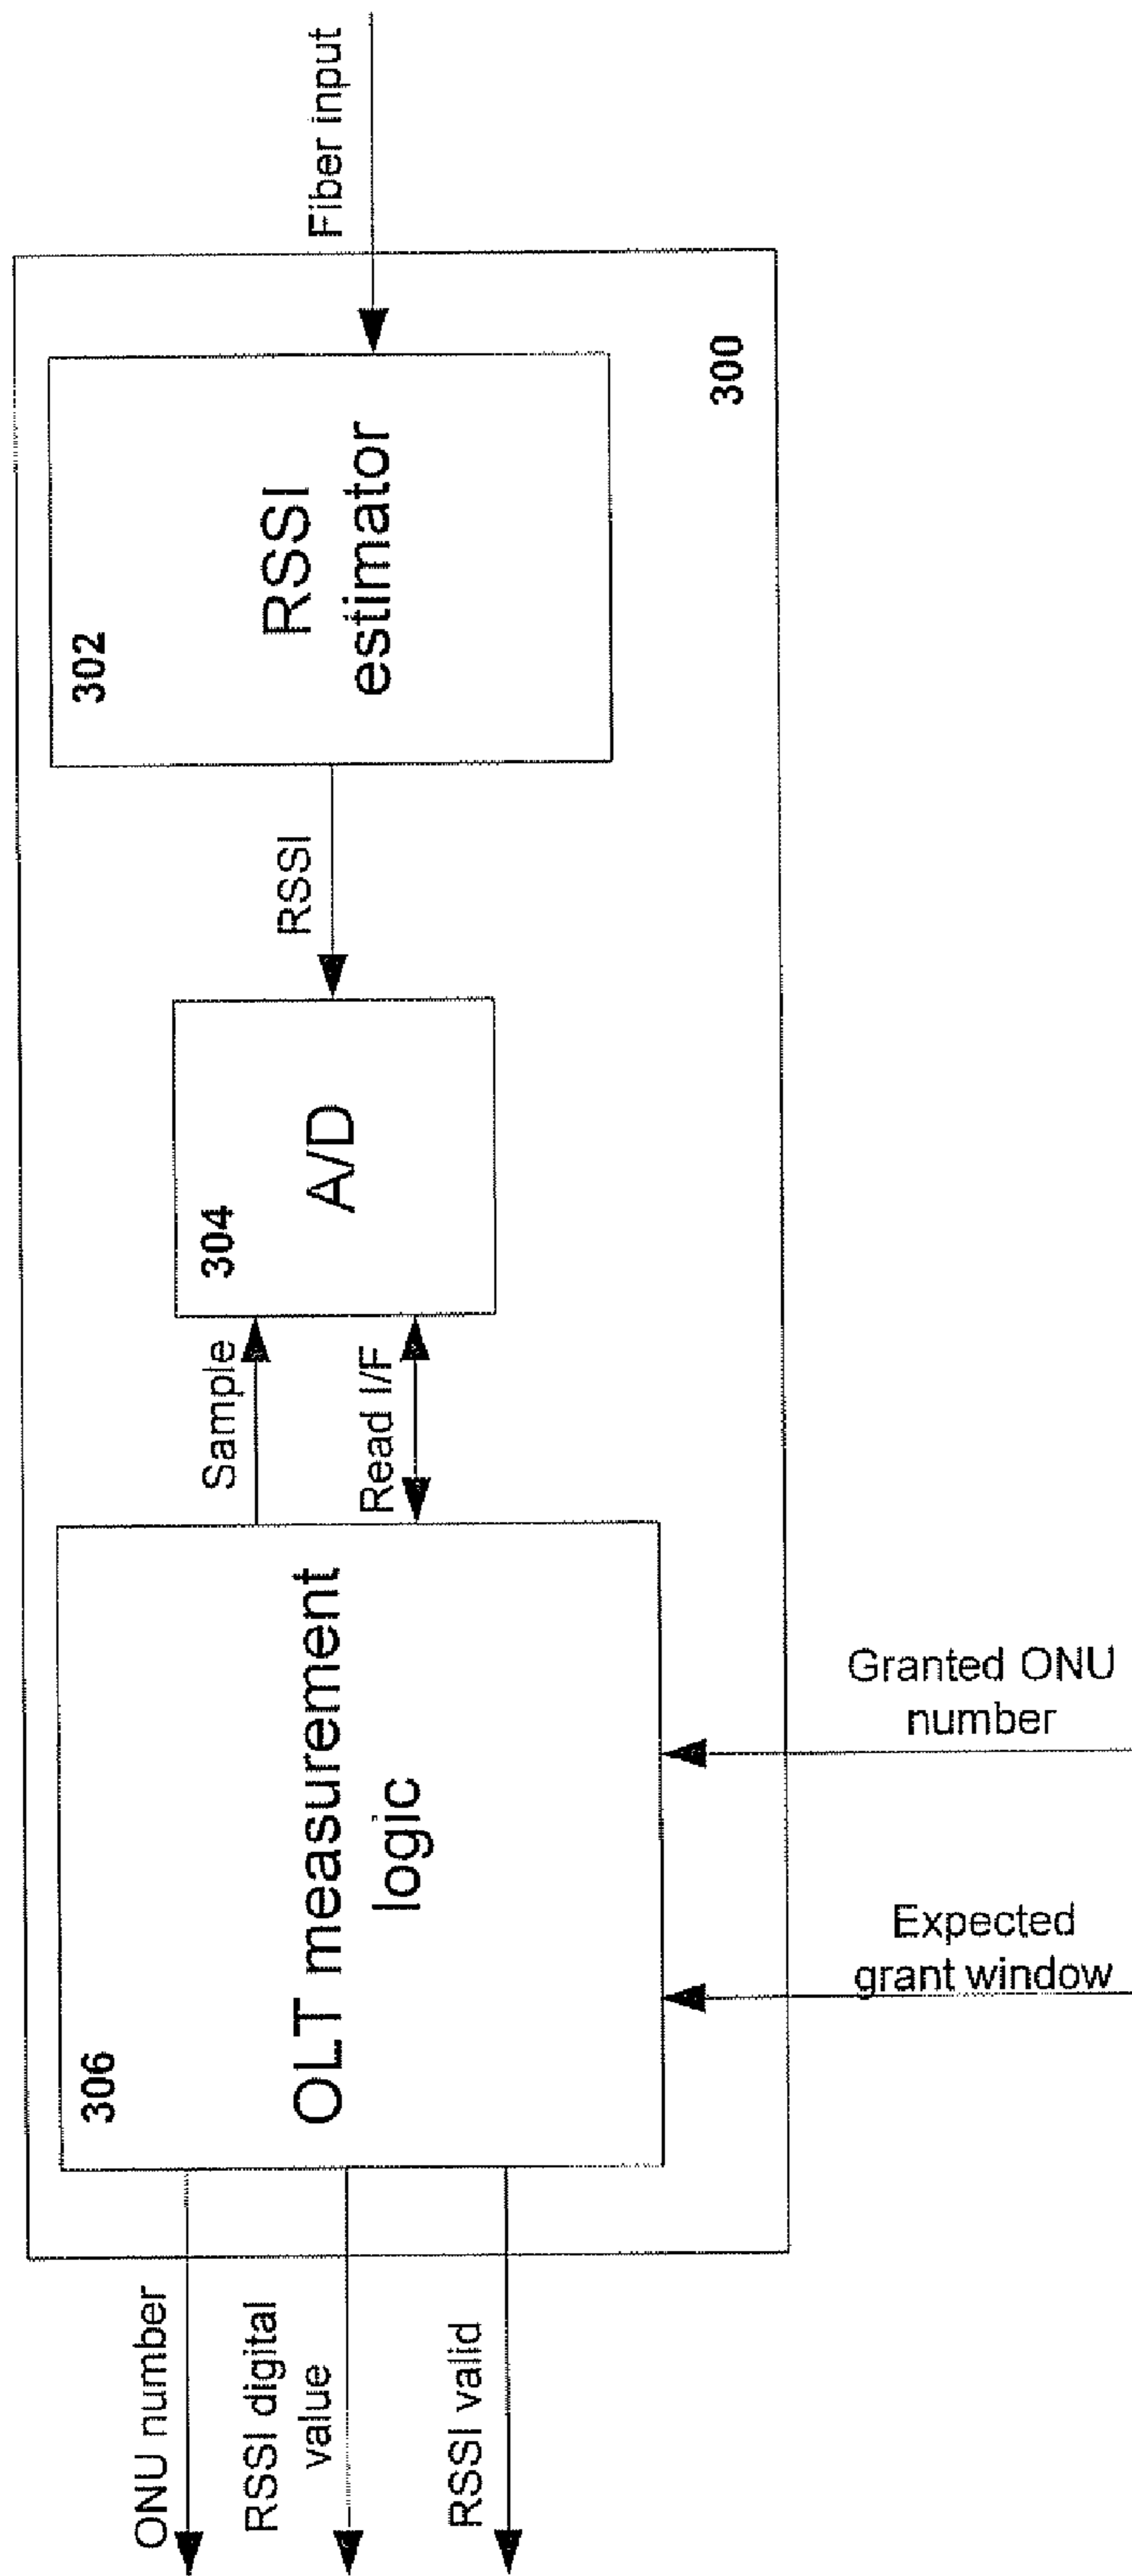 Fiber input
300
302
RSSI
estimator
RSSI
304
A/D
Sample
Read I/F
306
OLT measurement
logic
Granted ONU
number
Expected
grant window
ONU number
RSSI digital
value
RSSI valid